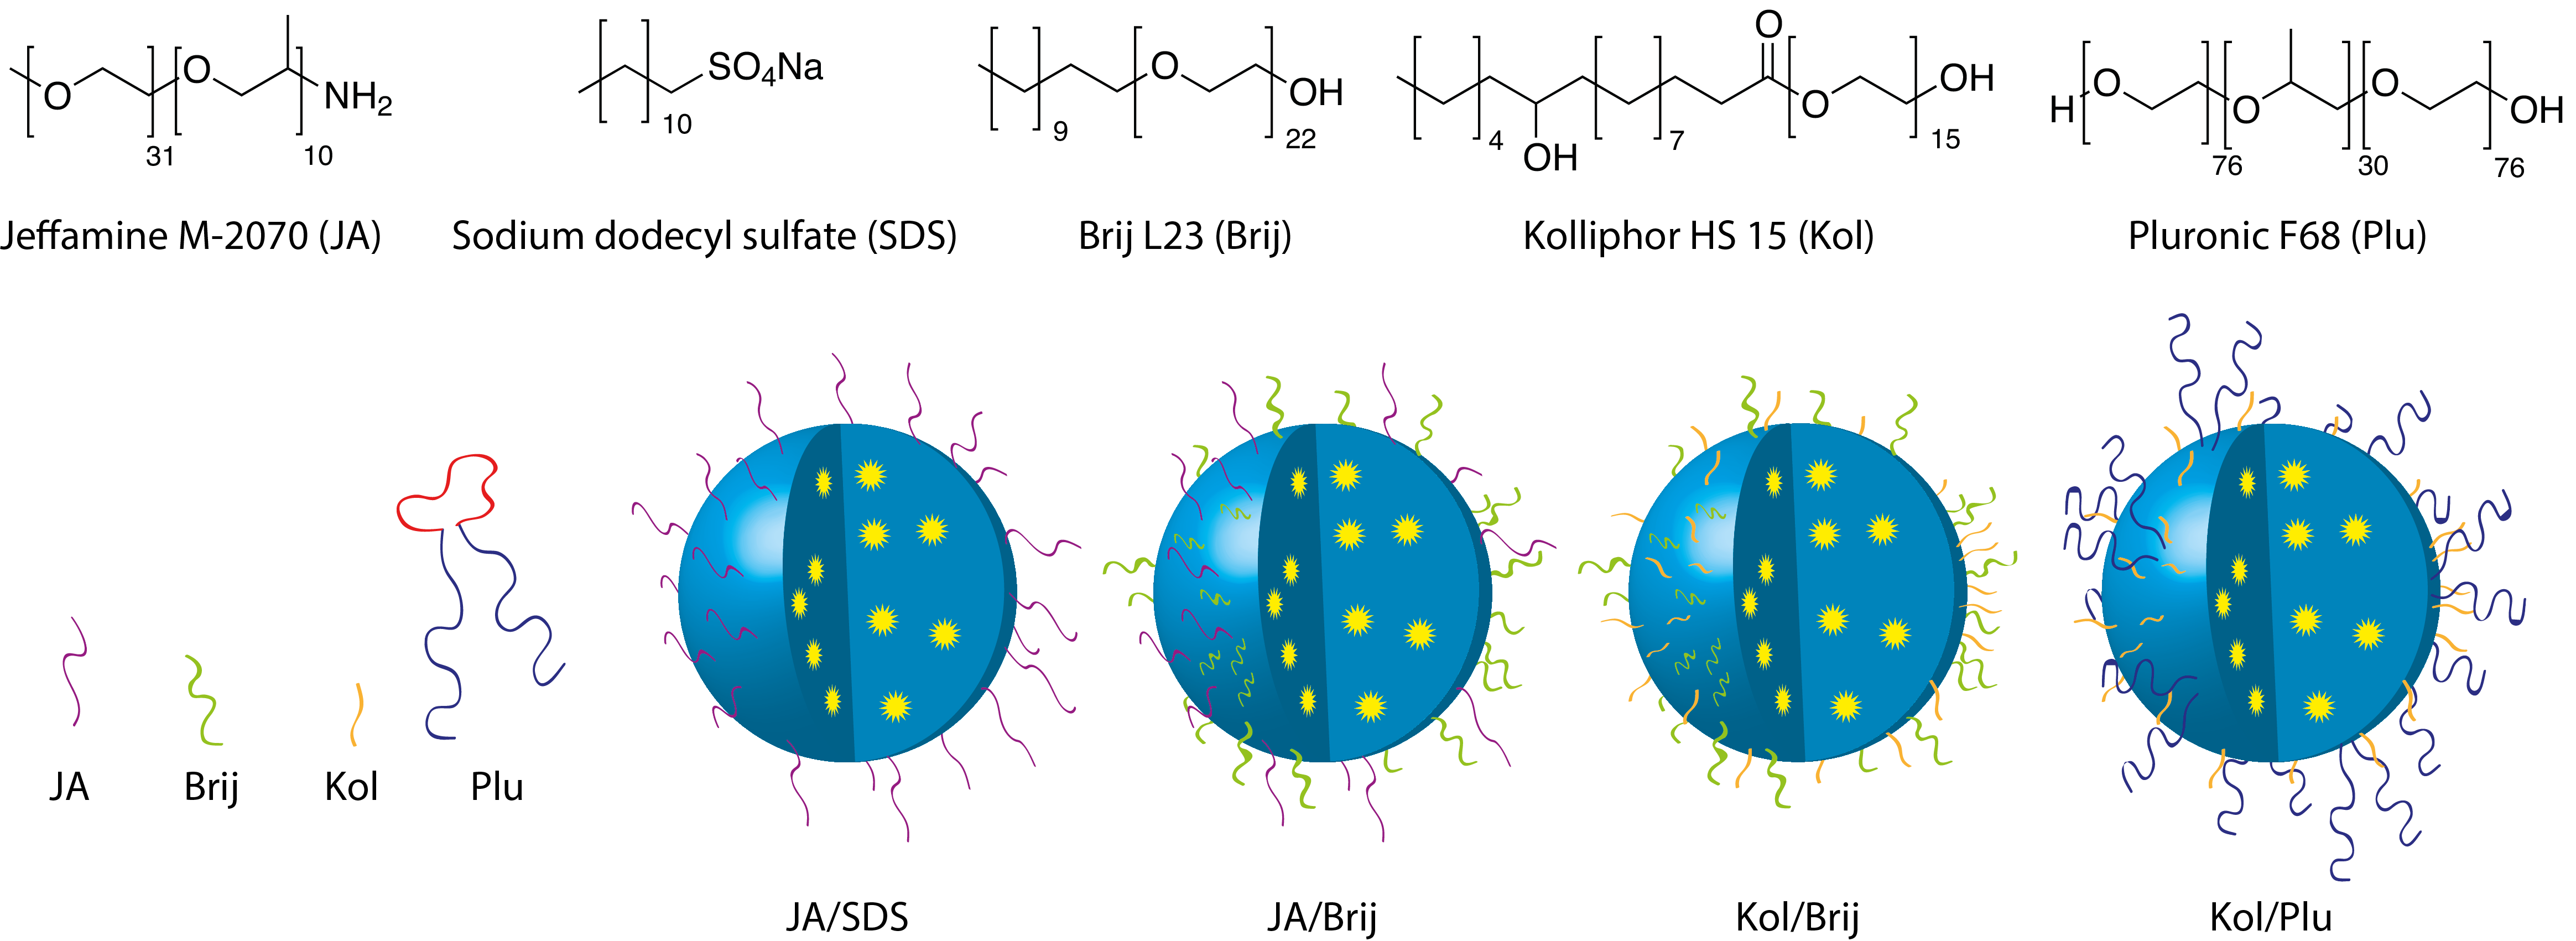 O
O O SO₄Na O O OH O O
O NH₂ OH O H O OH
31 10 10 9 22 4 OH 7 15 76 30 76
Jeffamine M-2070 (JA) Sodium dodecyl sulfate (SDS) Brij L23 (Brij) Kolliphor HS 15 (Kol) Pluronic F68 (Plu)
JA Brij Kol Plu
JA/SDS JA/Brij Kol/Brij Kol/Plu